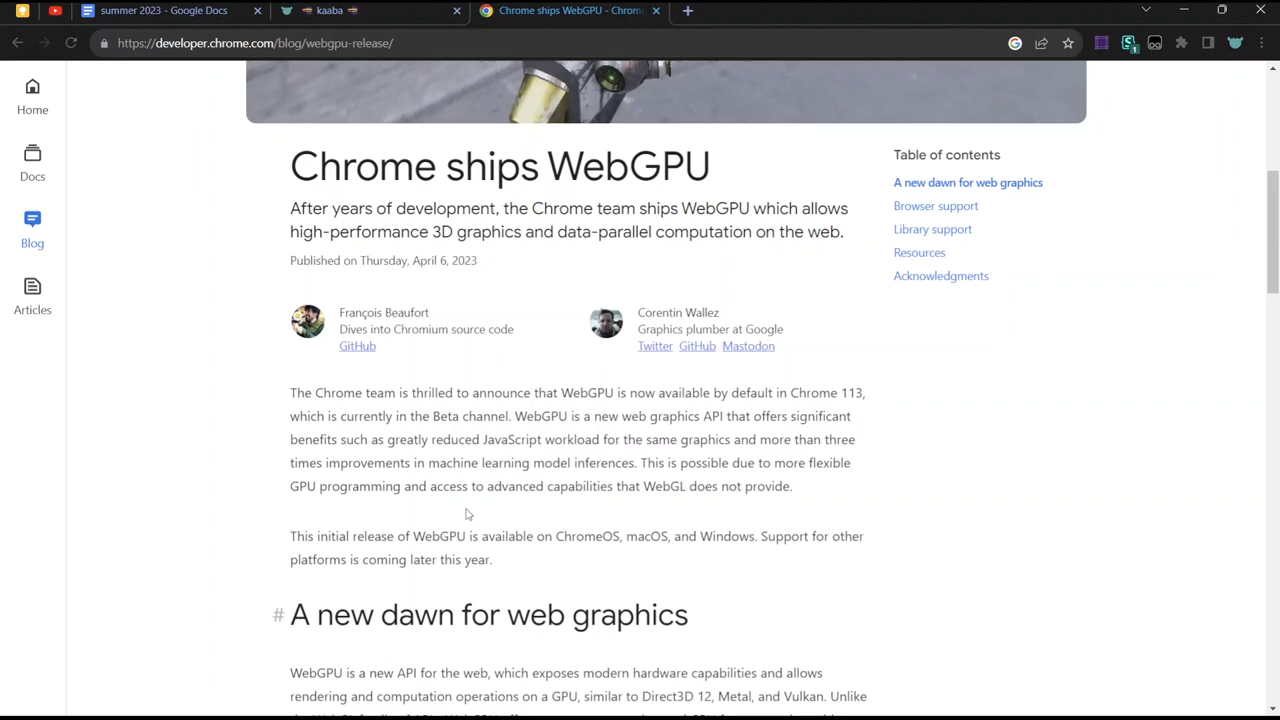 summer 2023 - Google Docs
kaaba
Chrome ships WebGPU - Chrom
https://developer.chrome.com/blog/webgpu-release/
Home
Docs
Blog
Articles
Chrome ships WebGPU
After years of development, the Chrome team ships WebGPU which allows
high-performance 3D graphics and data-parallel computation on the web.
Published on Thursday, April 6, 2023
François Beaufort
Dives into Chromium source code
GitHub
Corentin Wallez
Graphics plumber at Google
Twitter GitHub Mastodon
The Chrome team is thrilled to announce that WebGPU is now available by default in Chrome 113,
which is currently in the Beta channel. WebGPU is a new web graphics API that offers significant
benefits such as greatly reduced JavaScript workload for the same graphics and more than three
times improvements in machine learning model inferences. This is possible due to more flexible
GPU programming and access to advanced capabilities that WebGL does not provide.
This initial release of WebGPU is available on ChromeOS, macOS, and Windows. Support for other
platforms is coming later this year.
# A new dawn for web graphics
WebGPU is a new API for the web, which exposes modern hardware capabilities and allows
rendering and computation operations on a GPU, similar to Direct3D 12, Metal, and Vulkan. Unlike
Table of contents
A new dawn for web graphics
Browser support
Library support
Resources
Acknowledgments